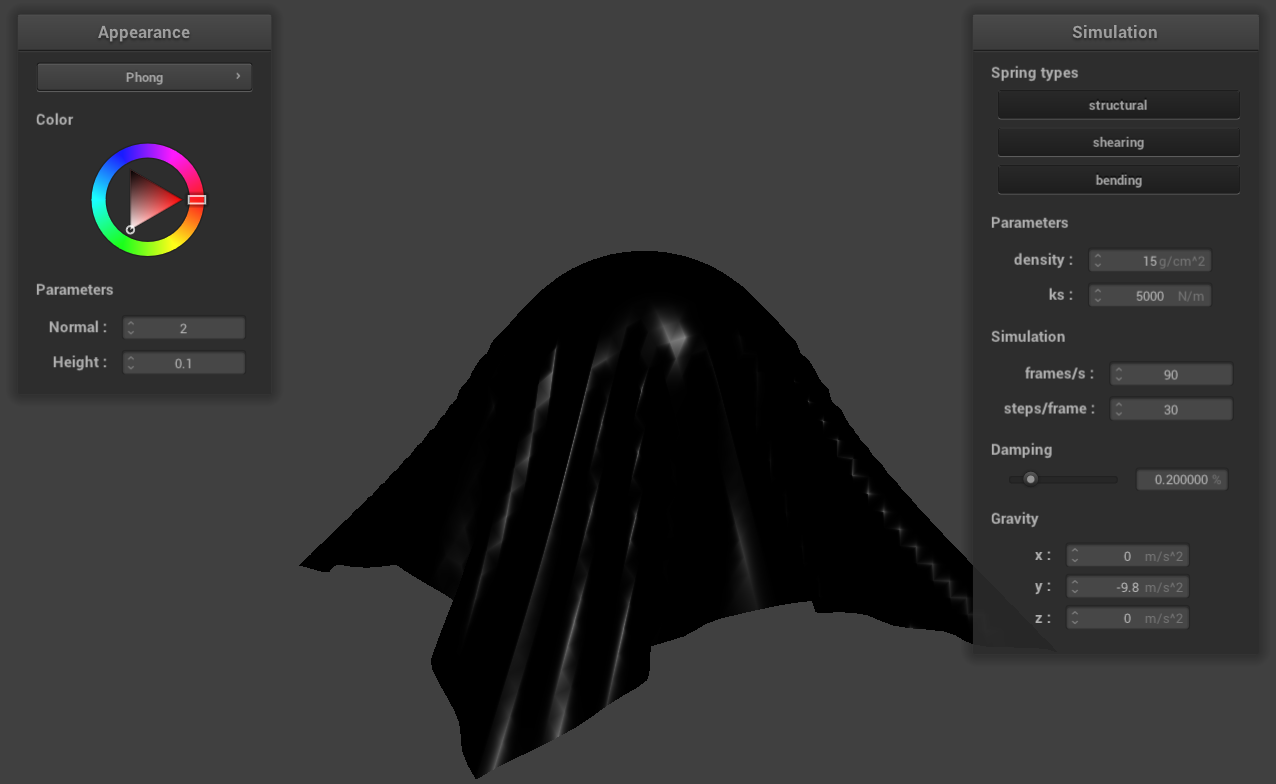 Appearance
Phong
Color
Parameters
Normal : 2
Height : 0.1
Simulation
Spring types
structural
shearing
bending
Parameters
density : 15 g/cm^2
ks : 5000 N/m
Simulation
frames/s : 90
steps/frame : 30
Damping
0.200000 %
Gravity
x : 0 m/s^2
y : -9.8 m/s^2
z : 0 m/s^2